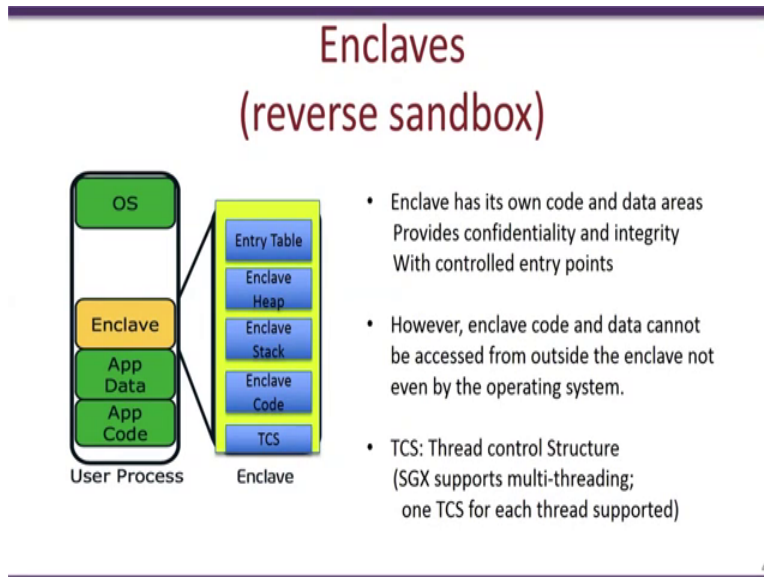 Enclaves
(reverse sandbox)
OS
Enclave
App
Data
App
Code
User Process
Entry Table
Enclave
Heap
Enclave
Stack
Enclave
Code
TCS
Enclave
• Enclave has its own code and data areas
Provides confidentiality and integrity
With controlled entry points
• However, enclave code and data cannot
be accessed from outside the enclave not
even by the operating system.
• TCS: Thread control Structure
(SGX supports multi-threading;
one TCS for each thread supported)